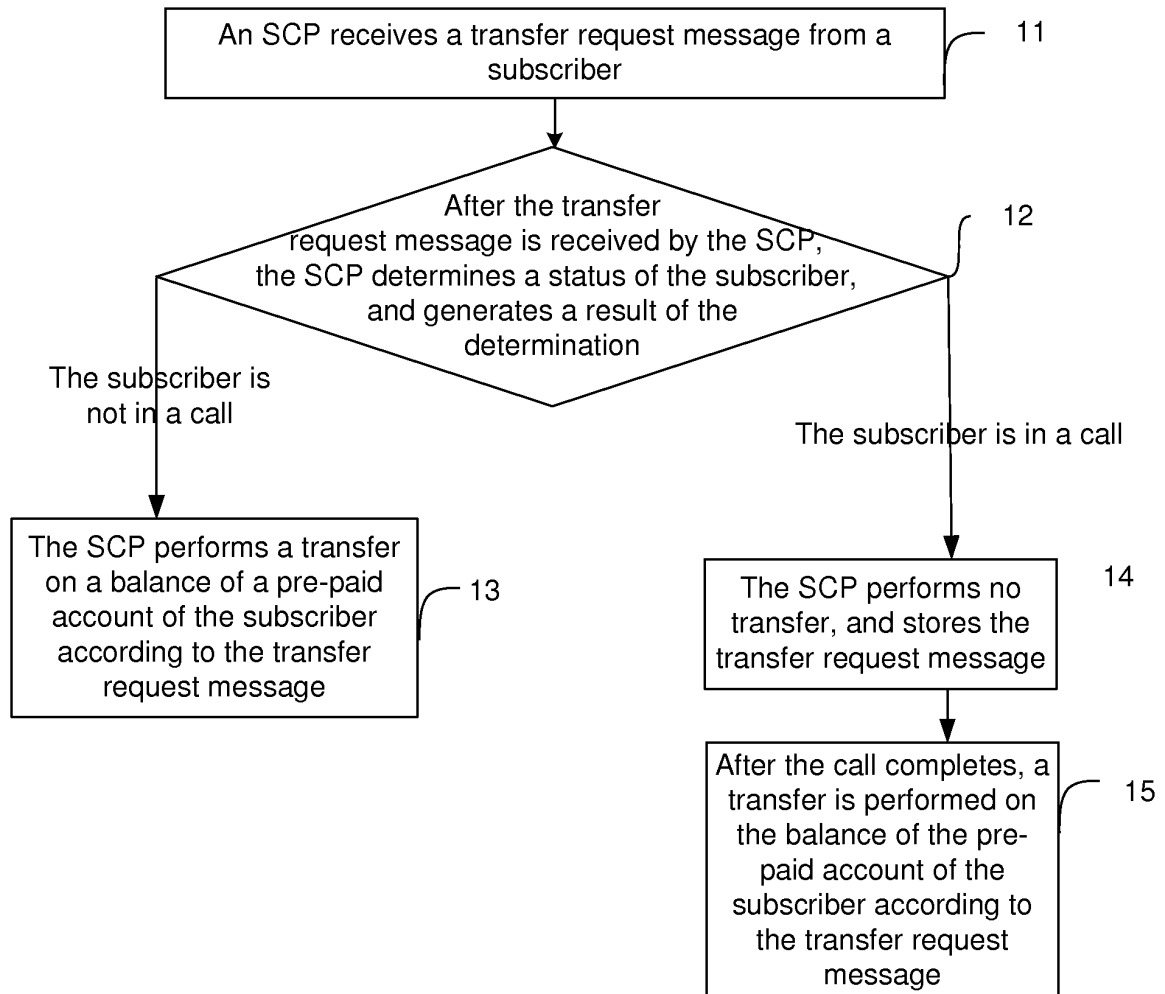 An SCP receives a transfer request message from a
subscriber
11
After the transfer
request message is received by the SCP,
the SCP determines a status of the subscriber,
and generates a result of the
determination
12
The subscriber is
not in a call
The subscriber is in a call
The SCP performs a transfer
on a balance of a pre-paid
account of the subscriber
according to the transfer
request message
13
The SCP performs no
transfer, and stores the
transfer request message
14
After the call completes, a
transfer is performed on
the balance of the pre-
paid account of the
subscriber according to
the transfer request
message
15